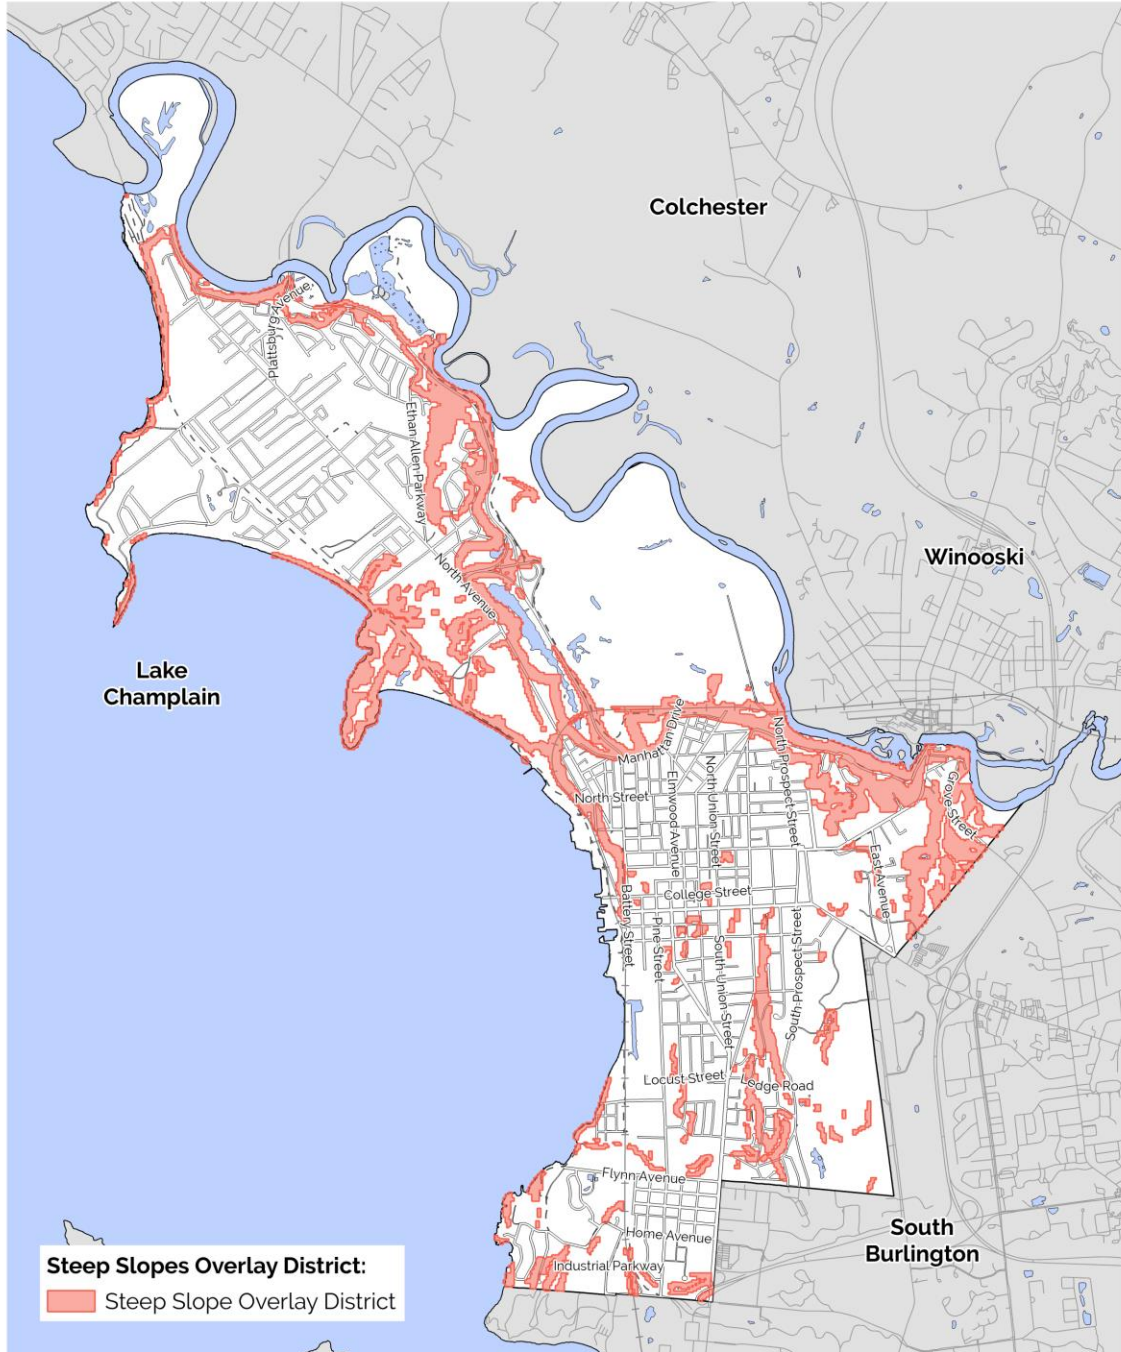 Colchester
Plattsburg Avenue
Ethan Allen Parkway
Winooski
North Avenue
Lake
Champlain
Manhattan Drive
North Prospect Street
Grove Street
North Street
Elmwood Avenue
North Union Street
East Avenue
College Street
Battery Street
Pine Street
South Union Street
South Prospect Street
Locust Street
Ledge Road
Flynn Avenue
Home Avenue
South
Burlington
Industrial Parkway
Steep Slopes Overlay District:
Steep Slope Overlay District